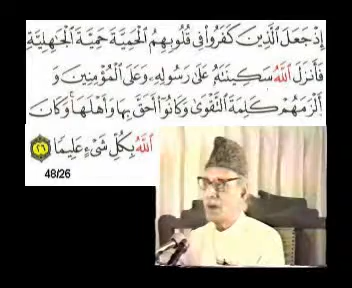 إِذْ جَعَلَ الَّذِينَ كَفَرُوا فِي قُلُوبِهِمُ الْحَمِيَّةَ حَمِيَّةَ الْجَاهِلِيَّةِ
فَأَنزَلَ اللَّهُ سَكِينَتَهُ عَلَىٰ رَسُولِهِ وَعَلَى الْمُؤْمِنِينَ وَ
أَلْزَمَهُمْ كَلِمَةَ التَّقْوَىٰ وَكَانُوا أَحَقَّ بِهَا وَأَهْلَهَا وَكَانَ
اللَّهُ بِكُلِّ شَيْءٍ عَلِيمًا ٢٦
48/26